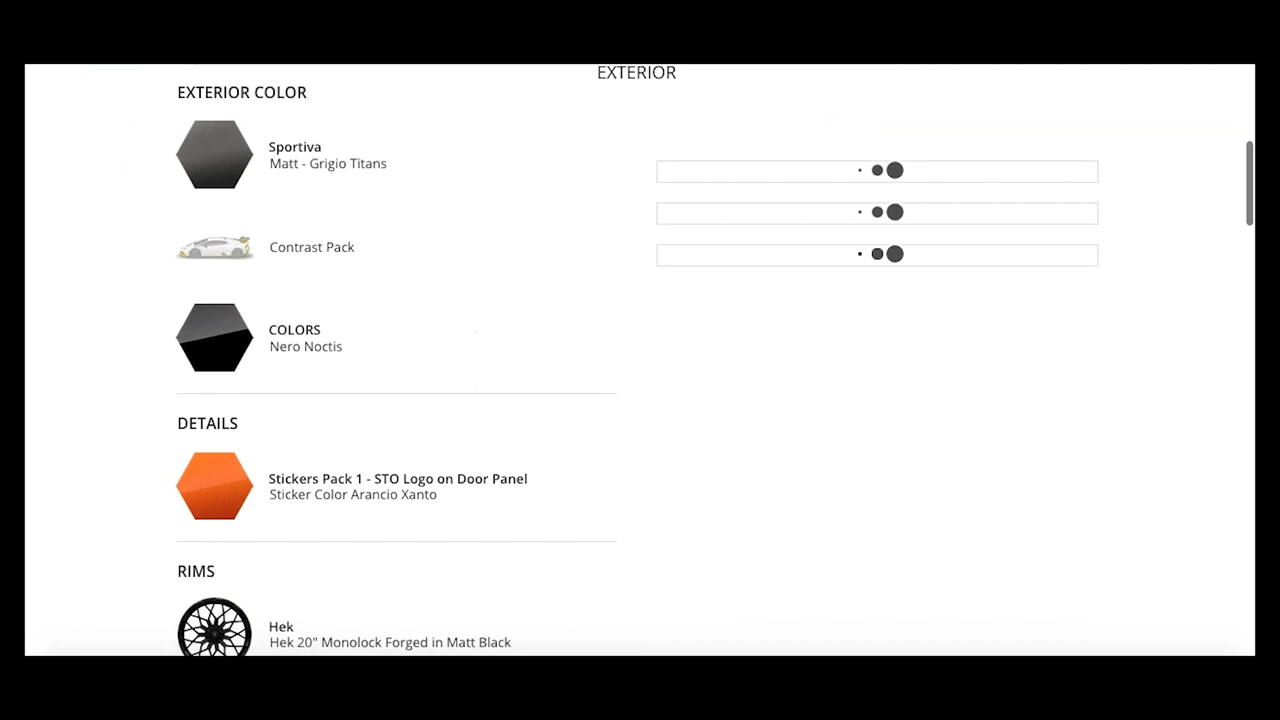 EXTERIOR
EXTERIOR COLOR
Sportiva
Matt - Grigio Titans
Contrast Pack
COLORS
Nero Noctis
DETAILS
Stickers Pack 1 - STO Logo on Door Panel
Sticker Color Arancio Xanto
RIMS
Hek
Hek 20" Monolock Forged in Matt Black